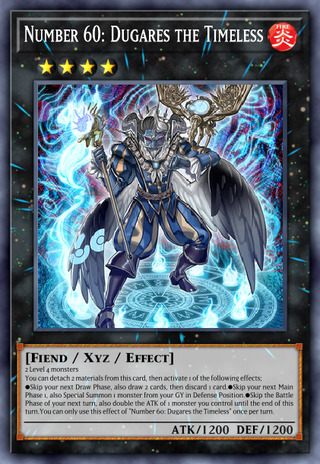 Number 60: Dugares the Timeless
FIRE
炎
60
[Fiend / Xyz / Effect]
2 Level 4 monsters
You can detach 2 materials from this card, then activate 1 of the following effects;
●Skip your next Draw Phase, also draw 2 cards, then discard 1 card.●Skip your next Main
Phase 1, also Special Summon 1 monster from your GY in Defense Position.●Skip the Battle
Phase of your next turn, also double the ATK of 1 monster you control until the end of this
turn.You can only use this effect of "Number 60: Dugares the Timeless" once per turn.
ATK/1200 DEF/1200